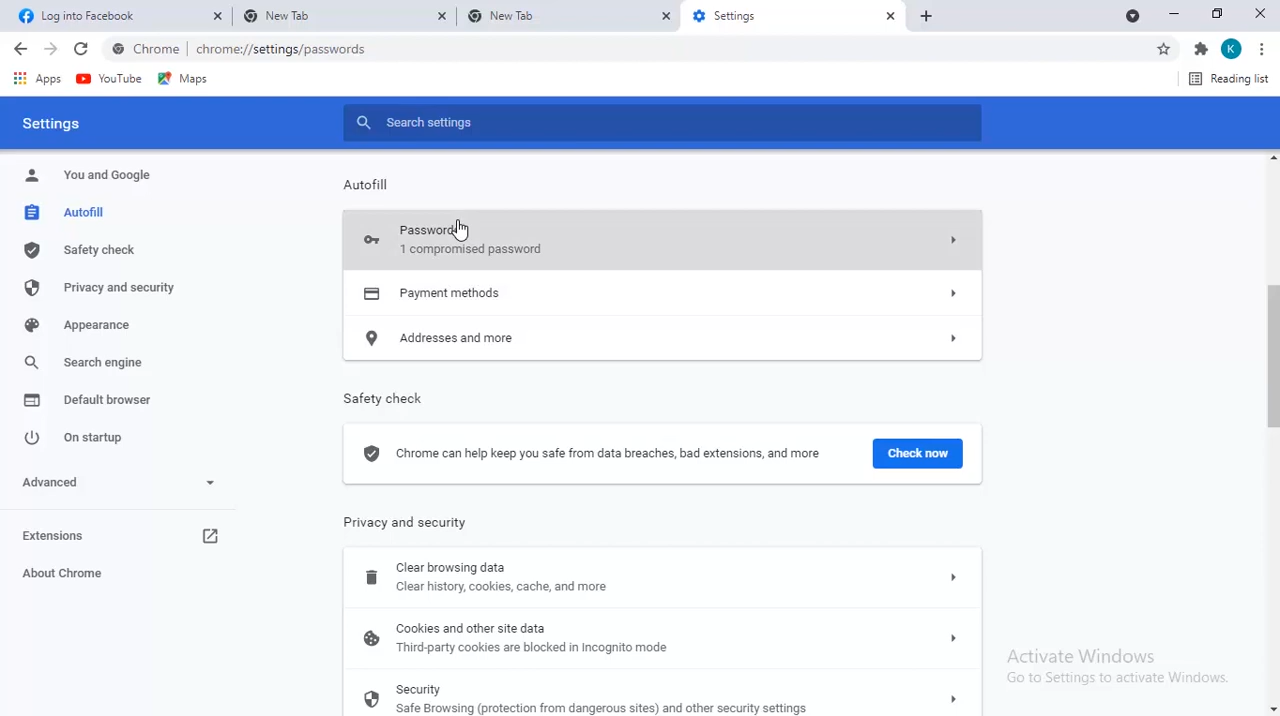 Log into Facebook
New Tab
New Tab
Settings
Chrome | chrome://settings/passwords
K
Apps
YouTube
Maps
Reading list
Settings
Search settings
You and Google
Autofill
Safety check
Privacy and security
Appearance
Search engine
Default browser
On startup
Advanced
Extensions
About Chrome
Autofill
Password
1 compromised password
Payment methods
Addresses and more
Safety check
Chrome can help keep you safe from data breaches, bad extensions, and more
Check now
Privacy and security
Clear browsing data
Clear history, cookies, cache, and more
Cookies and other site data
Third-party cookies are blocked in Incognito mode
Security
Safe Browsing (protection from dangerous sites) and other security settings
Activate Windows
Go to Settings to activate Windows.